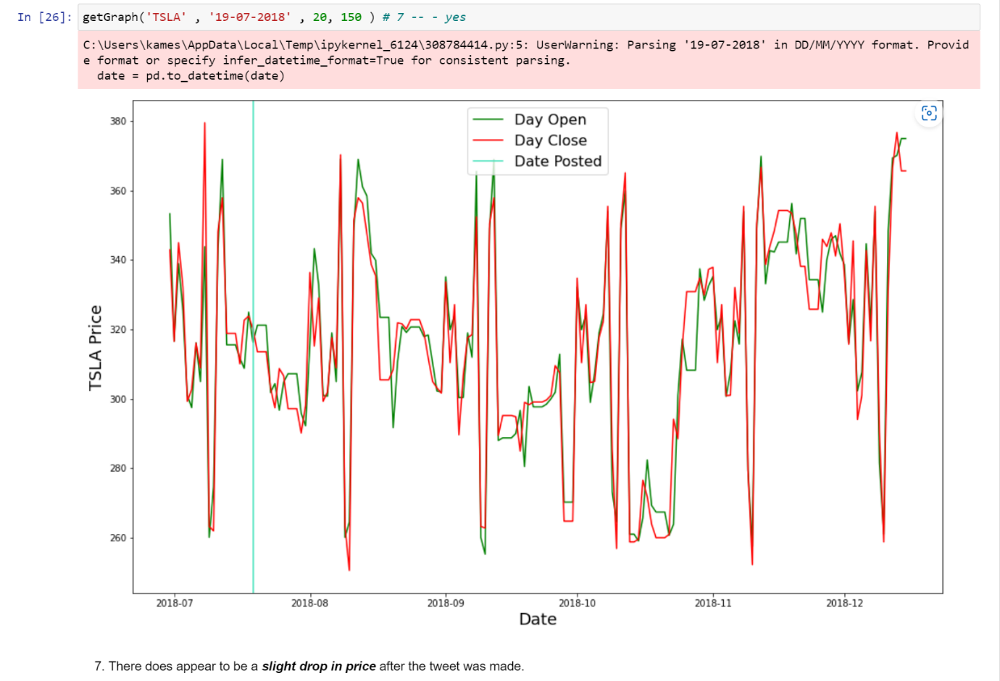 In [26]: getGraph('TSLA' , '19-07-2018' , 20, 150 ) # 7 -- - yes
C:\Users\kames\AppData\Local\Temp\ipykernel_6124\308784414.py:5: UserWarning: Parsing '19-07-2018' in DD/MM/YYYY format. Provid
e format or specify infer_datetime_format=True for consistent parsing.
date = pd.to_datetime(date)
Day Open
Day Close
Date Posted
380
360
340
320
300
280
260
TSLA Price
2018-07 2018-08 2018-09 2018-10 2018-11 2018-12
Date
7. There does appear to be a slight drop in price after the tweet was made.